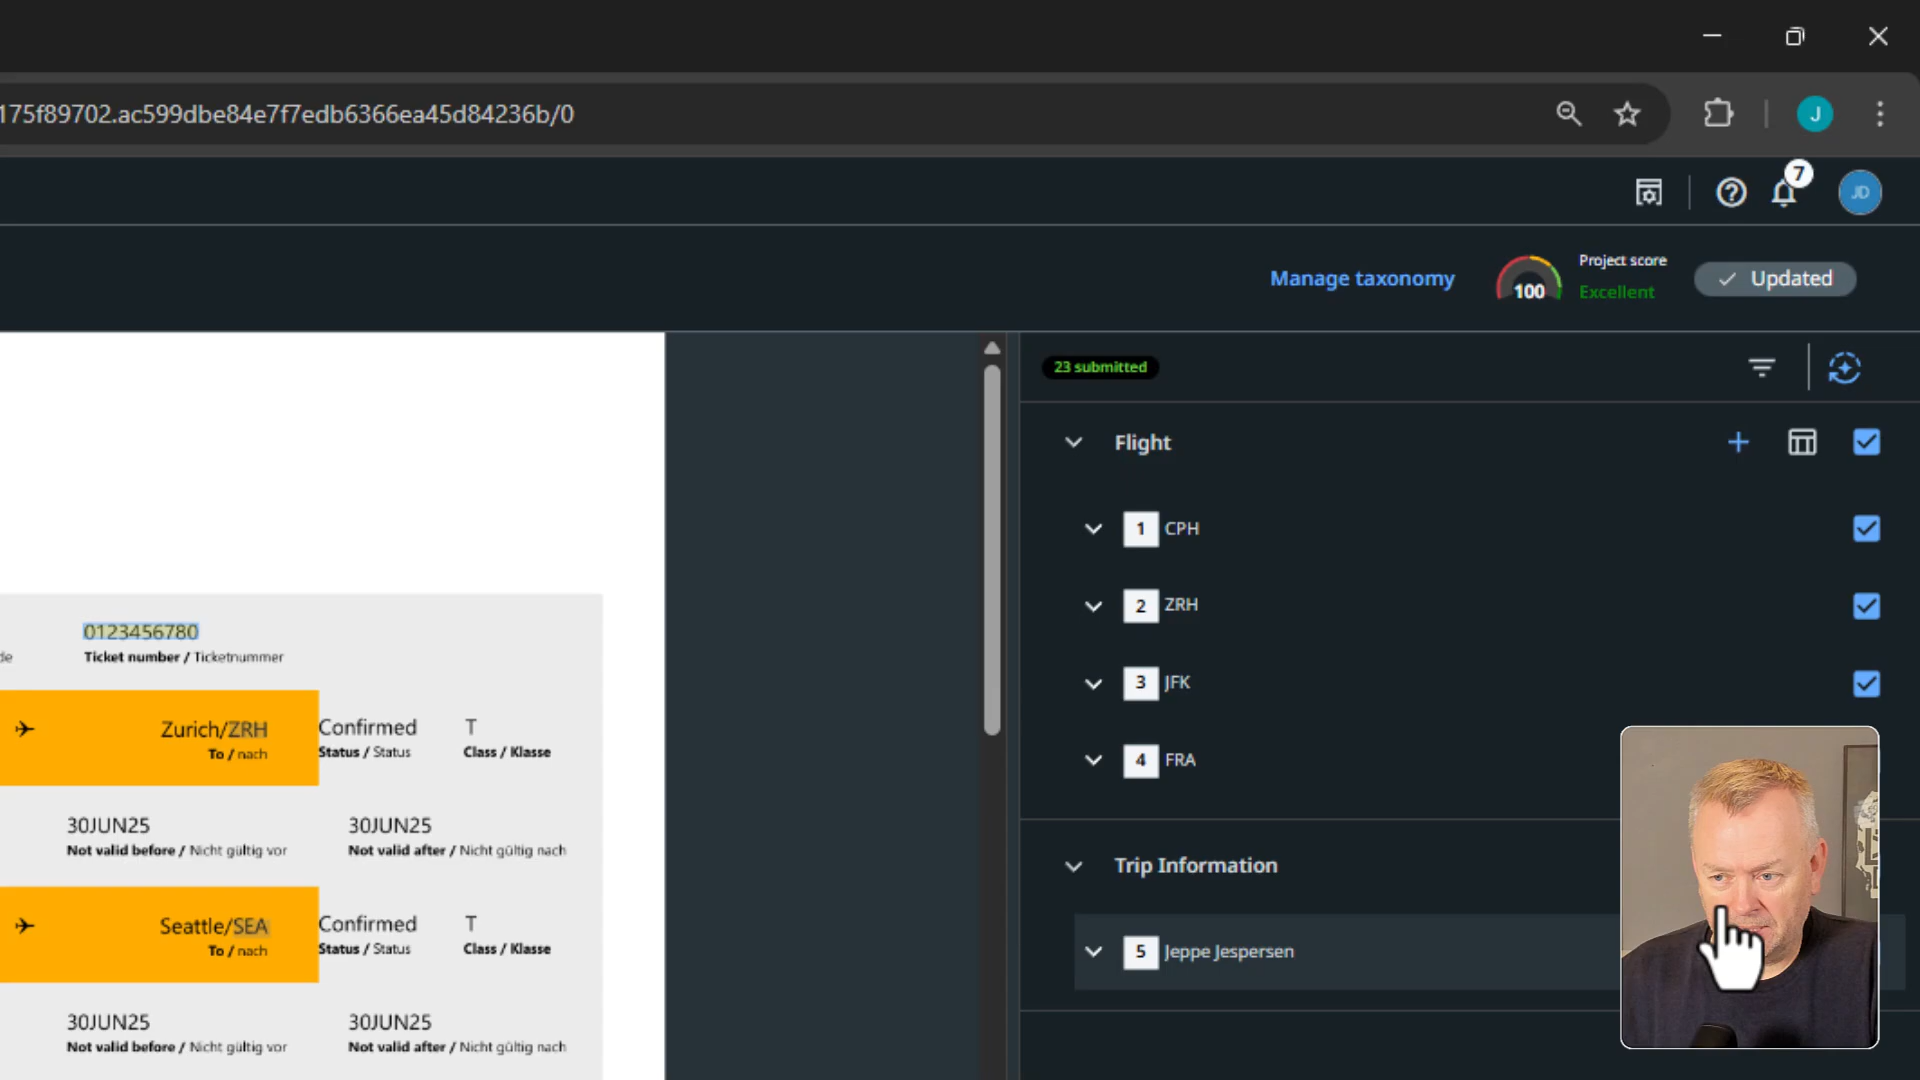 175f89702.ac599dbe84e7f7edb6366ea45d84236b/0
J
7
JD
Manage taxonomy
100
Project score
Excellent
Updated
23 submitted
Flight
1 CPH
2 ZRH
3 JFK
4 FRA
Trip Information
5 Jeppe Jespersen
0123456780
de
Ticket number / Ticketnummer
Zurich/ZRH Confirmed T
To / nach Status / Status Class / Klasse
30JUN25 30JUN25
Not valid before / Nicht gültig vor Not valid after / Nicht gültig nach
Seattle/SEA Confirmed T
To / nach Status / Status Class / Klasse
30JUN25 30JUN25
Not valid before / Nicht gültig vor Not valid after / Nicht gültig nach